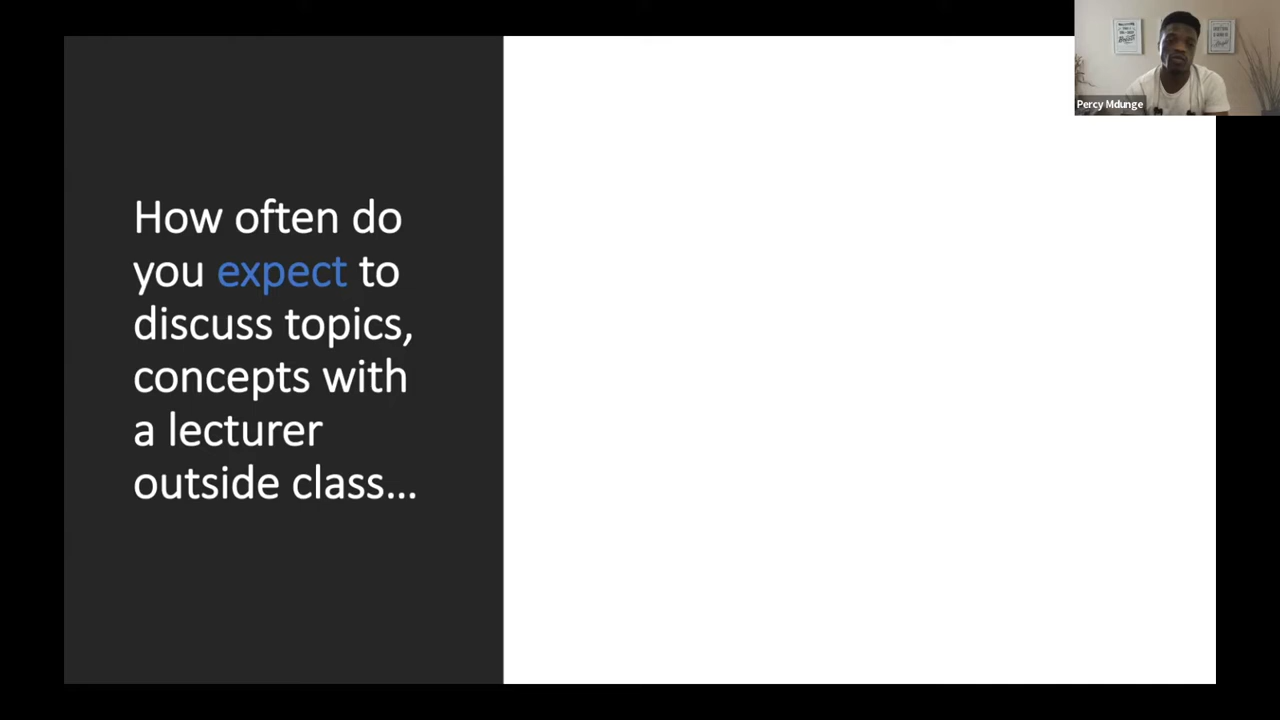 How often do
you expect to
discuss topics,
concepts with
a lecturer
outside class...
Percy Mdunge